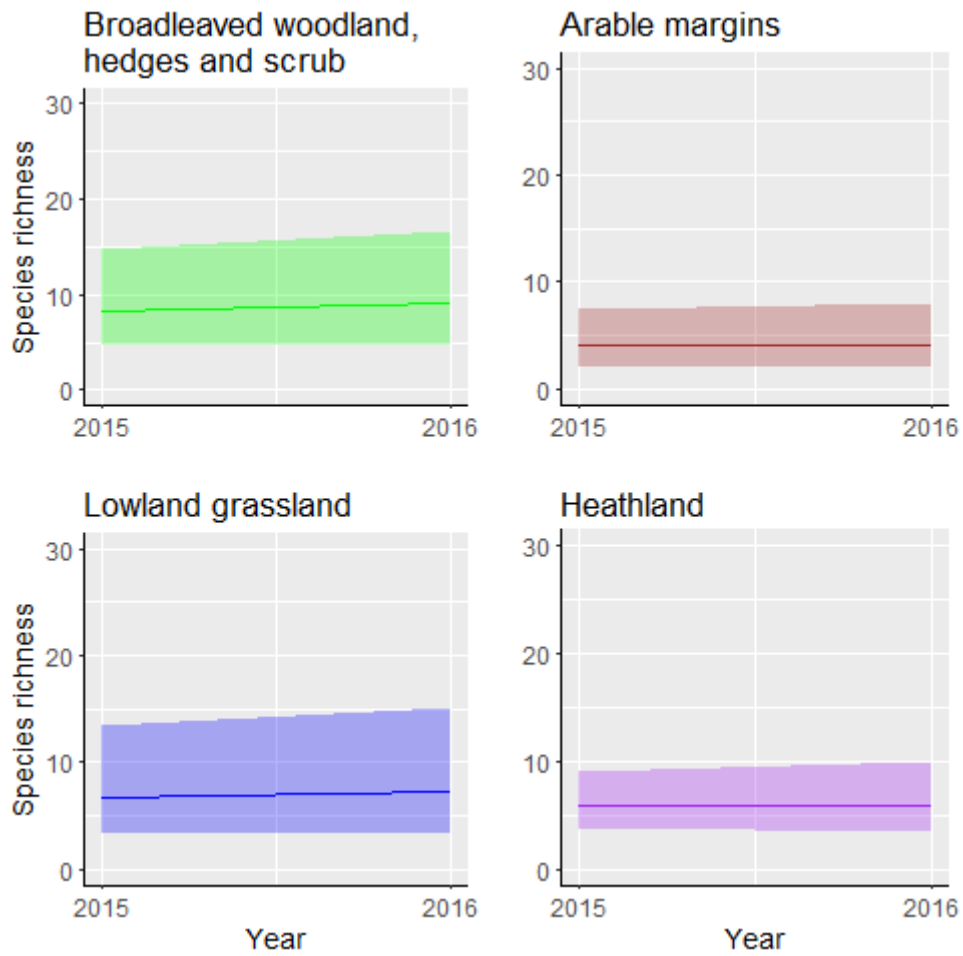 Broadleaved woodland,
hedges and scrub
Species richness
30
20
10
0
2015 2016
Arable margins
30
20
10
0
2015 2016
Lowland grassland
Species richness
30
20
10
0
2015 2016
Year
Heathland
30
20
10
0
2015 2016
Year